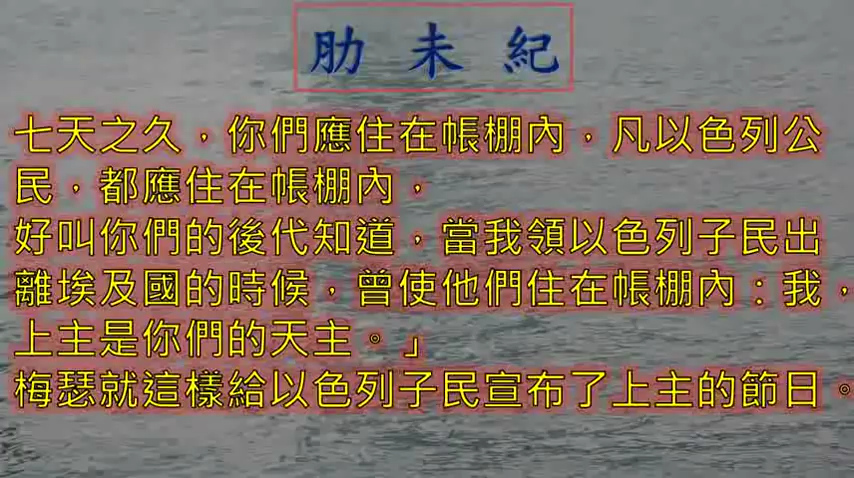 肋未紀
七天之久，你們應住在帳棚內，凡以色列公
民，都應住在帳棚內，
好叫你們的後代知道，當我領以色列子民出
離埃及國的時候，曾使他們住在帳棚內：我，
上主是你們的天主。」
梅瑟就這樣給以色列子民宣布了上主的節日。